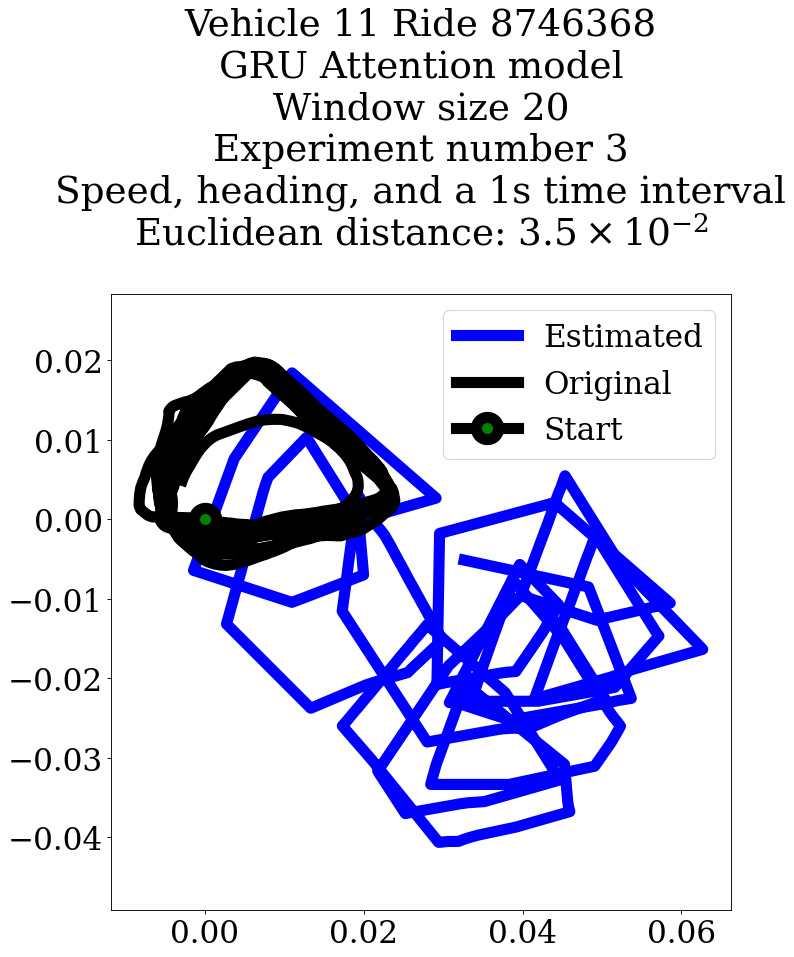 Vehicle 11 Ride 8746368
GRU Attention model
Window size 20
Experiment number 3
Speed, heading, and a 1s time interval
Euclidean distance: 3.5 × 10⁻²
Estimated
Original
Start
0.02
0.01
0.00
−0.01
−0.02
−0.03
−0.04
0.00 0.02 0.04 0.06